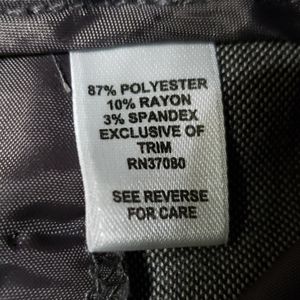 87% POLYESTER
10% RAYON
3% SPANDEX
EXCLUSIVE OF
TRIM
RN37080
SEE REVERSE
FOR CARE